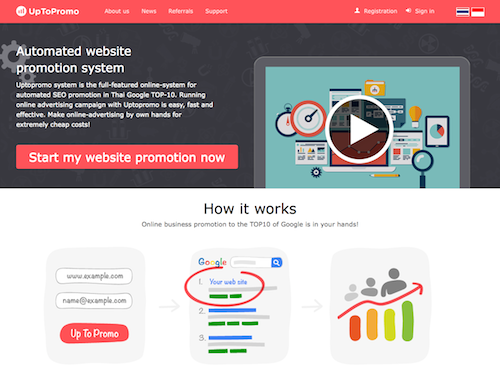 UpToPromo
About us
News
Referrals
Support
Registration
Sign in
Automated website
promotion system
Uptopromo system is the full-featured online-system for
automated SEO promotion in Thai Google TOP-10. Running
online advertising campaign with Uptopromo is easy, fast and
effective. Make online-advertising by own hands for
extremely cheap costs!
Start my website promotion now
How it works
Online business promotion to the TOP10 of Google is in your hands!
www.example.com
name@example.com
Up To Promo
Google
1. Your web site
2.
3.